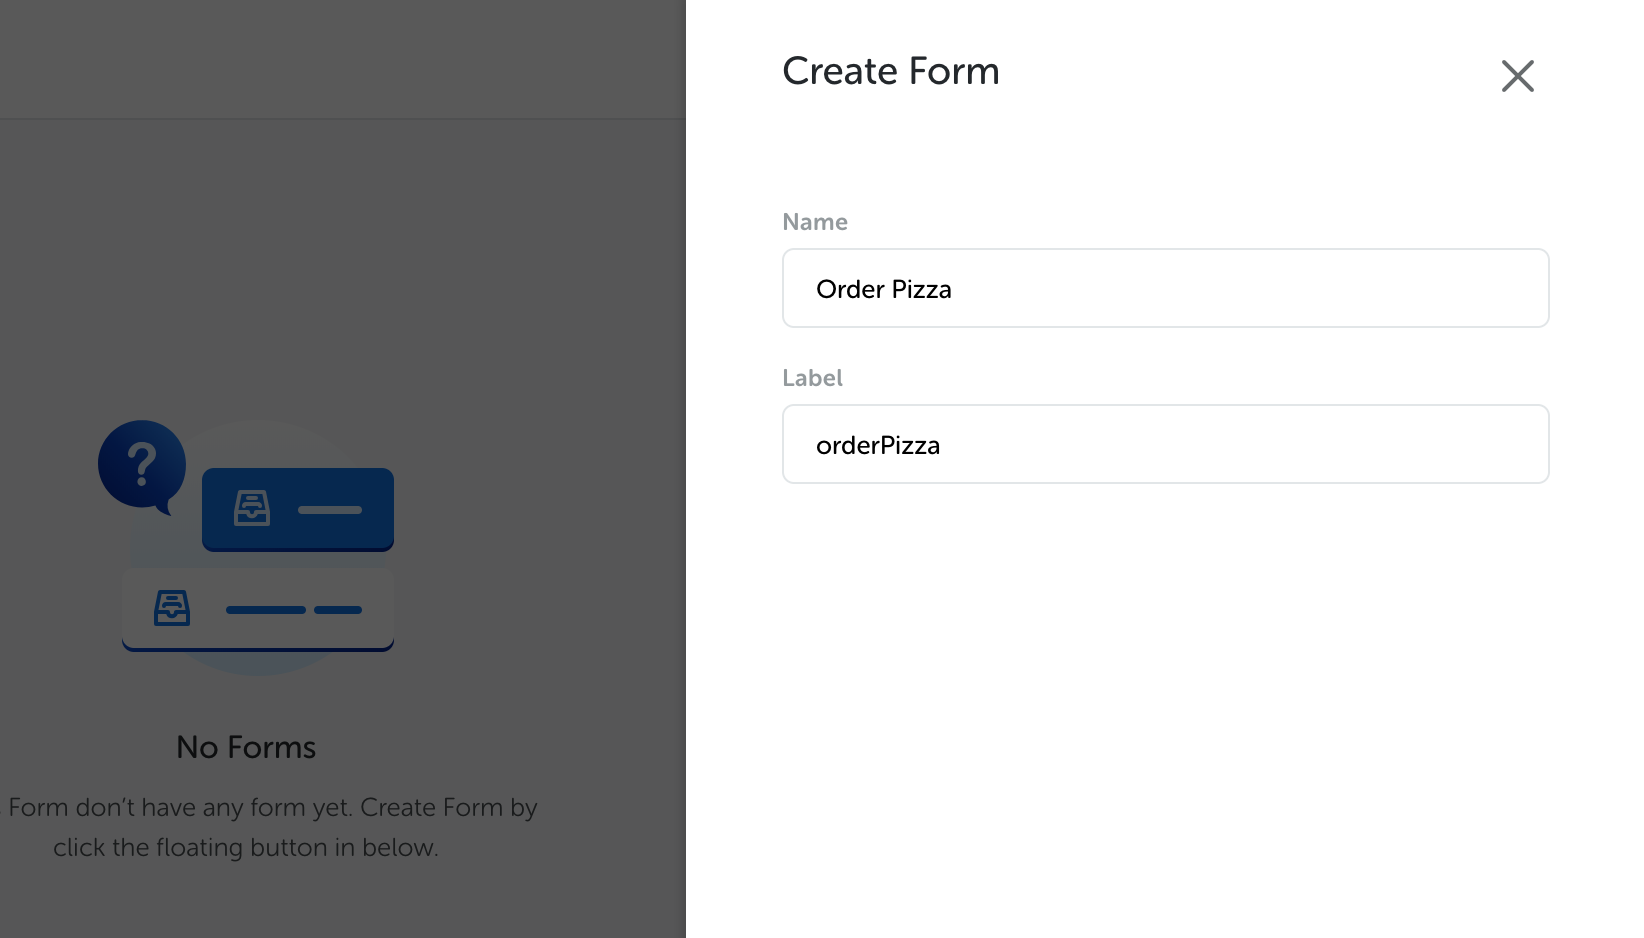 Create Form
Name
Order Pizza
Label
orderPizza
?
No Forms
Form don't have any form yet. Create Form by
click the floating button in below.